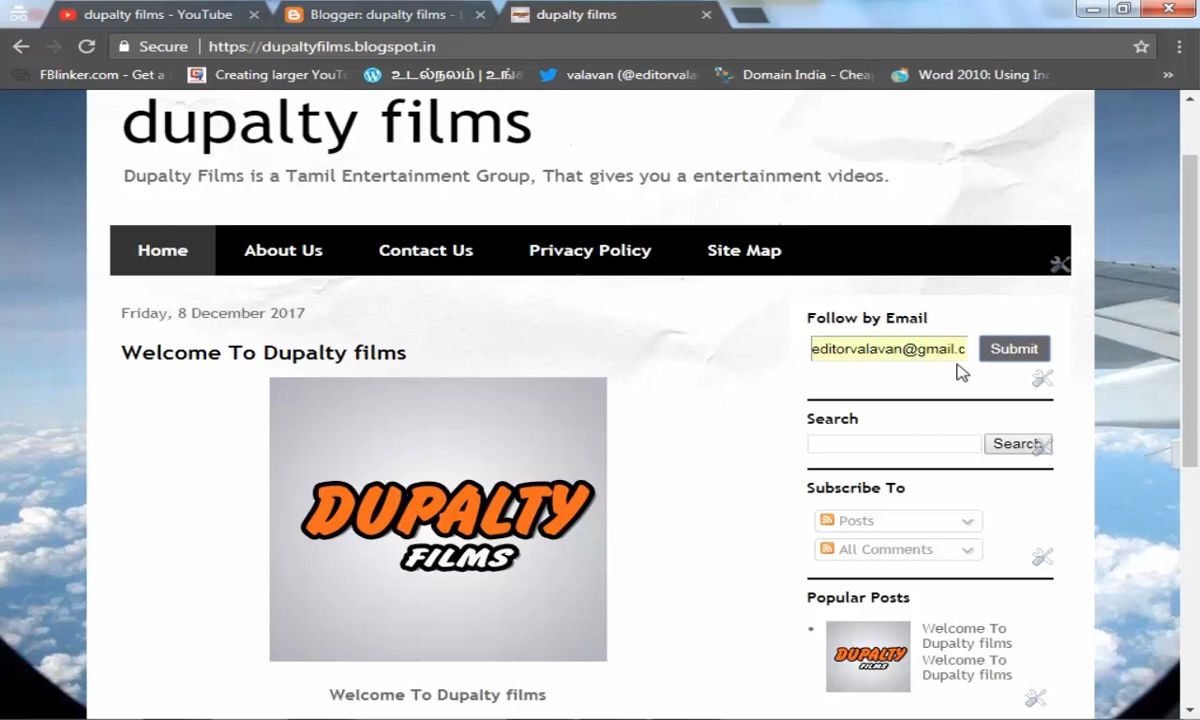 dupalty films - YouTube
Blogger: dupalty films -
dupalty films
Secure
https://dupaltyfilms.blogspot.in
FBlinker.com - Get a
Creating larger YouT
உடல்நலம் | உங்
valavan (@editorvala
Domain India - Chea
Word 2010: Using In
dupalty films
Dupalty Films is a Tamil Entertainment Group, That gives you a entertainment videos.
Home
About Us
Contact Us
Privacy Policy
Site Map
Friday, 8 December 2017
Welcome To Dupalty films
DUPALTY
FILMS
Welcome To Dupalty films
Follow by Email
editorvalavan@gmail.c
Submit
Search
Search
Subscribe To
Posts
All Comments
Popular Posts
DUPALTY
FILMS
Welcome To
Dupalty films
Welcome To
Dupalty films